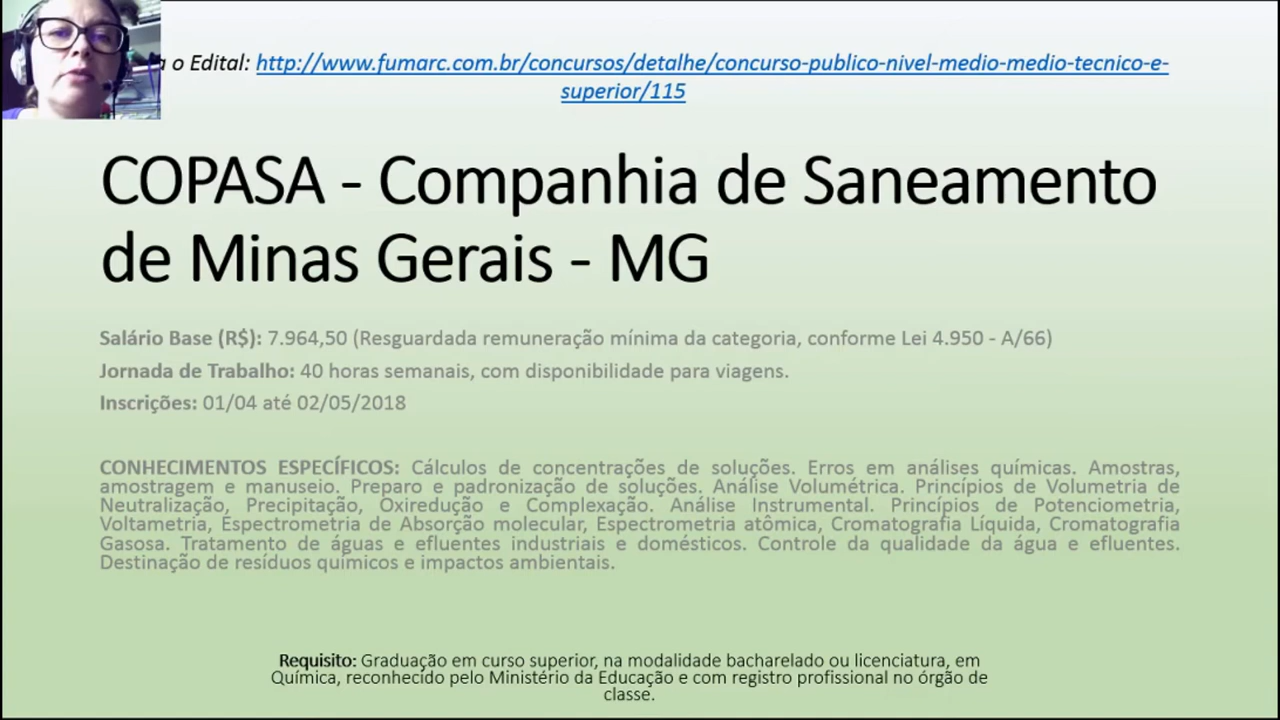 o Edital: http://www.fumarc.com.br/concursos/detalhe/concurso-publico-nivel-medio-medio-tecnico-e-
superior/115
COPASA - Companhia de Saneamento
de Minas Gerais - MG
Salário Base (R$): 7.964,50 (Resguardada remuneração mínima da categoria, conforme Lei 4.950 - A/66)
Jornada de Trabalho: 40 horas semanais, com disponibilidade para viagens.
Inscrições: 01/04 até 02/05/2018
CONHECIMENTOS ESPECÍFICOS: Cálculos de concentrações de soluções. Erros em análises químicas. Amostras,
amostragem e manuseio. Preparo e padronização de soluções. Análise Volumétrica. Princípios de Volumetria de
Neutralização, Precipitação, Oxiredução e Complexação. Análise Instrumental. Princípios de Potenciometria,
Voltametria, Espectrometria de Absorção molecular, Espectrometria atômica, Cromatografia Líquida, Cromatografia
Gasosa. Tratamento de águas e efluentes industriais e domésticos. Controle da qualidade da água e efluentes.
Destinação de resíduos químicos e impactos ambientais.
Requisito: Graduação em curso superior, na modalidade bacharelado ou licenciatura, em
Química, reconhecido pelo Ministério da Educação e com registro profissional no órgão de
classe.